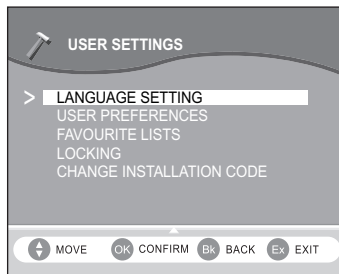 USER SETTINGS
> LANGUAGE SETTING
USER PREFERENCES
FAVOURITE LISTS
LOCKING
CHANGE INSTALLATION CODE
MOVE OK CONFIRM Bk BACK Ex EXIT